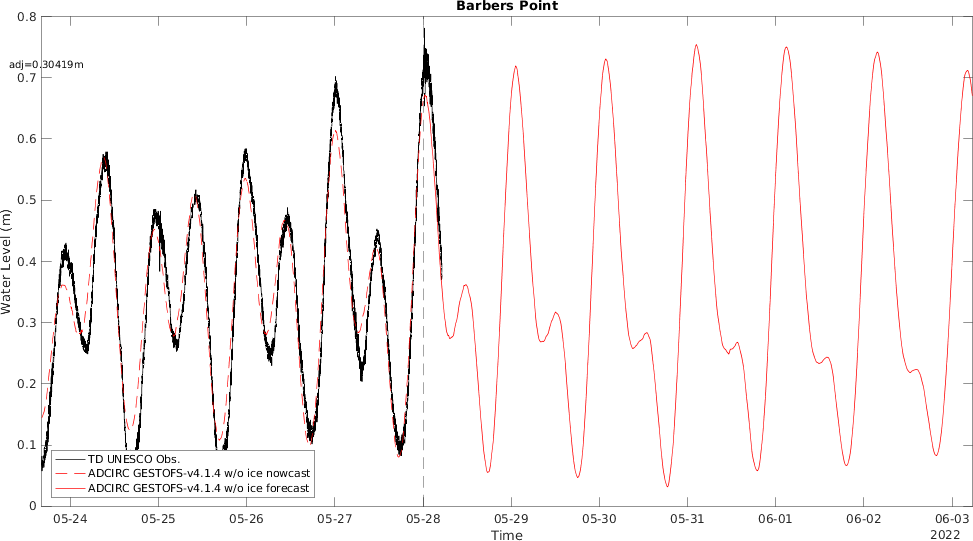 Barbers Point
adj=0.30419m
Water Level (m)
0.8
0.7
0.6
0.5
0.4
0.3
0.2
0.1
0
TD UNESCO Obs.
ADCIRC GESTOFS-v4.1.4 w/o ice nowcast
ADCIRC GESTOFS-v4.1.4 w/o ice forecast
05-24 05-25 05-26 05-27 05-28 05-29 05-30 05-31 06-01 06-02 06-03
Time
2022